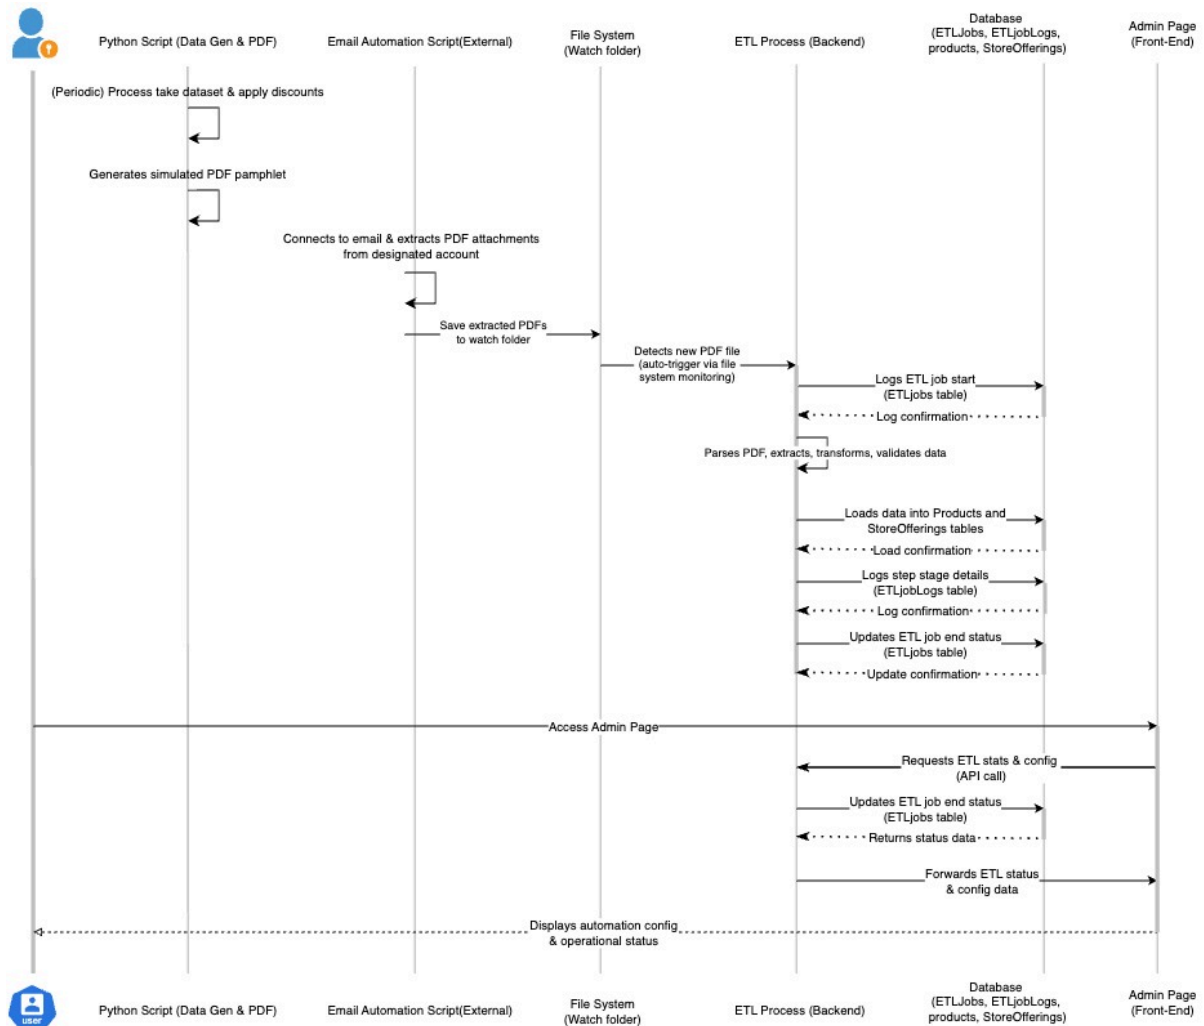 Python Script (Data Gen & PDF)
Email Automation Script(External)
File System
(Watch folder)
ETL Process (Backend)
Database
(ETLJobs, ETLjobLogs,
products, StoreOfferings)
Admin Page
(Front-End)
(Periodic) Process take dataset & apply discounts
Generates simulated PDF pamphlet
Connects to email & extracts PDF attachments
from designated account
Save extracted PDFs
to watch folder
Detects new PDF file
(auto-trigger via file
system monitoring)
Logs ETL job start
(ETLjobs table)
Log confirmation
Parses PDF, extracts, transforms, validates data
Loads data into Products and
StoreOfferings tables
Load confirmation
Logs step stage details
(ETLjobLogs table)
Log confirmation
Updates ETL job end status
(ETLjobs table)
Update confirmation
Access Admin Page
Requests ETL stats & config
(API call)
Updates ETL job end status
(ETLjobs table)
Returns status data
Forwards ETL status
& config data
Displays automation config
& operational status
user
Python Script (Data Gen & PDF)
Email Automation Script(External)
File System
(Watch folder)
ETL Process (Backend)
Database
(ETLJobs, ETLjobLogs,
products, StoreOfferings)
Admin Page
(Front-End)